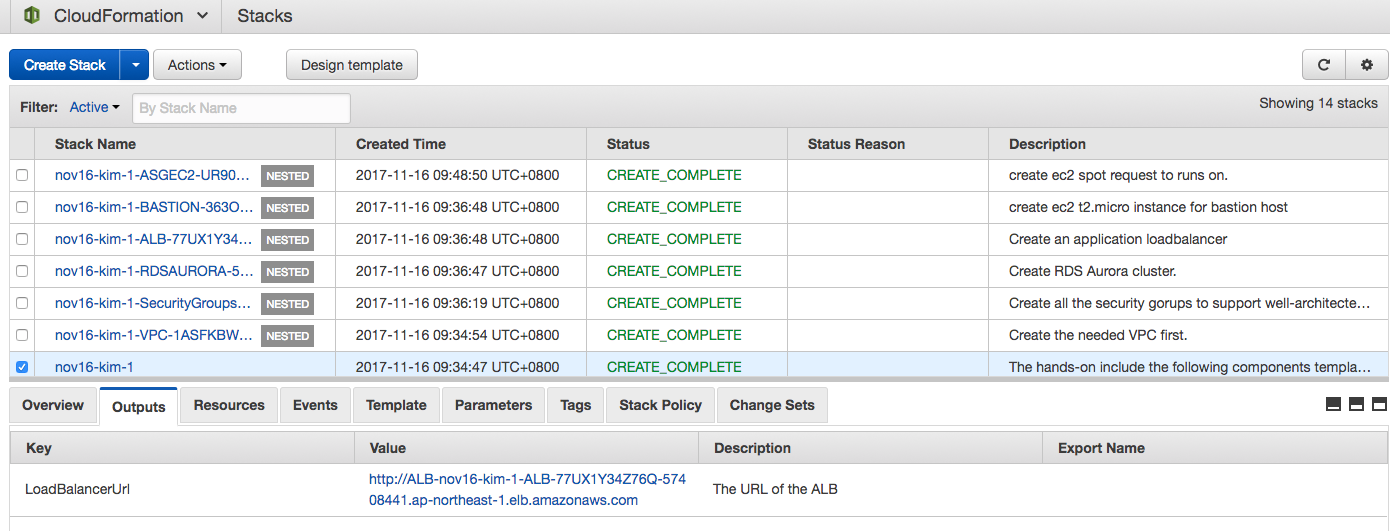 CloudFormation Stacks
Create Stack Actions Design template
Filter: Active By Stack Name Showing 14 stacks
Stack Name Created Time Status Status Reason Description
nov16-kim-1-ASGEC2-UR90... NESTED 2017-11-16 09:48:50 UTC+0800 CREATE_COMPLETE create ec2 spot request to runs on.
nov16-kim-1-BASTION-363O... NESTED 2017-11-16 09:36:48 UTC+0800 CREATE_COMPLETE create ec2 t2.micro instance for bastion host
nov16-kim-1-ALB-77UX1Y34... NESTED 2017-11-16 09:36:48 UTC+0800 CREATE_COMPLETE Create an application loadbalancer
nov16-kim-1-RDSAURORA-5... NESTED 2017-11-16 09:36:47 UTC+0800 CREATE_COMPLETE Create RDS Aurora cluster.
nov16-kim-1-SecurityGroups... NESTED 2017-11-16 09:36:19 UTC+0800 CREATE_COMPLETE Create all the security gorups to support well-architecte...
nov16-kim-1-VPC-1ASFKBW... NESTED 2017-11-16 09:34:54 UTC+0800 CREATE_COMPLETE Create the needed VPC first.
nov16-kim-1 2017-11-16 09:34:47 UTC+0800 CREATE_COMPLETE The hands-on include the following components templa...
Overview Outputs Resources Events Template Parameters Tags Stack Policy Change Sets
Key Value Description Export Name
LoadBalancerUrl http://ALB-nov16-kim-1-ALB-77UX1Y34Z76Q-574 The URL of the ALB
08441.ap-northeast-1.elb.amazonaws.com